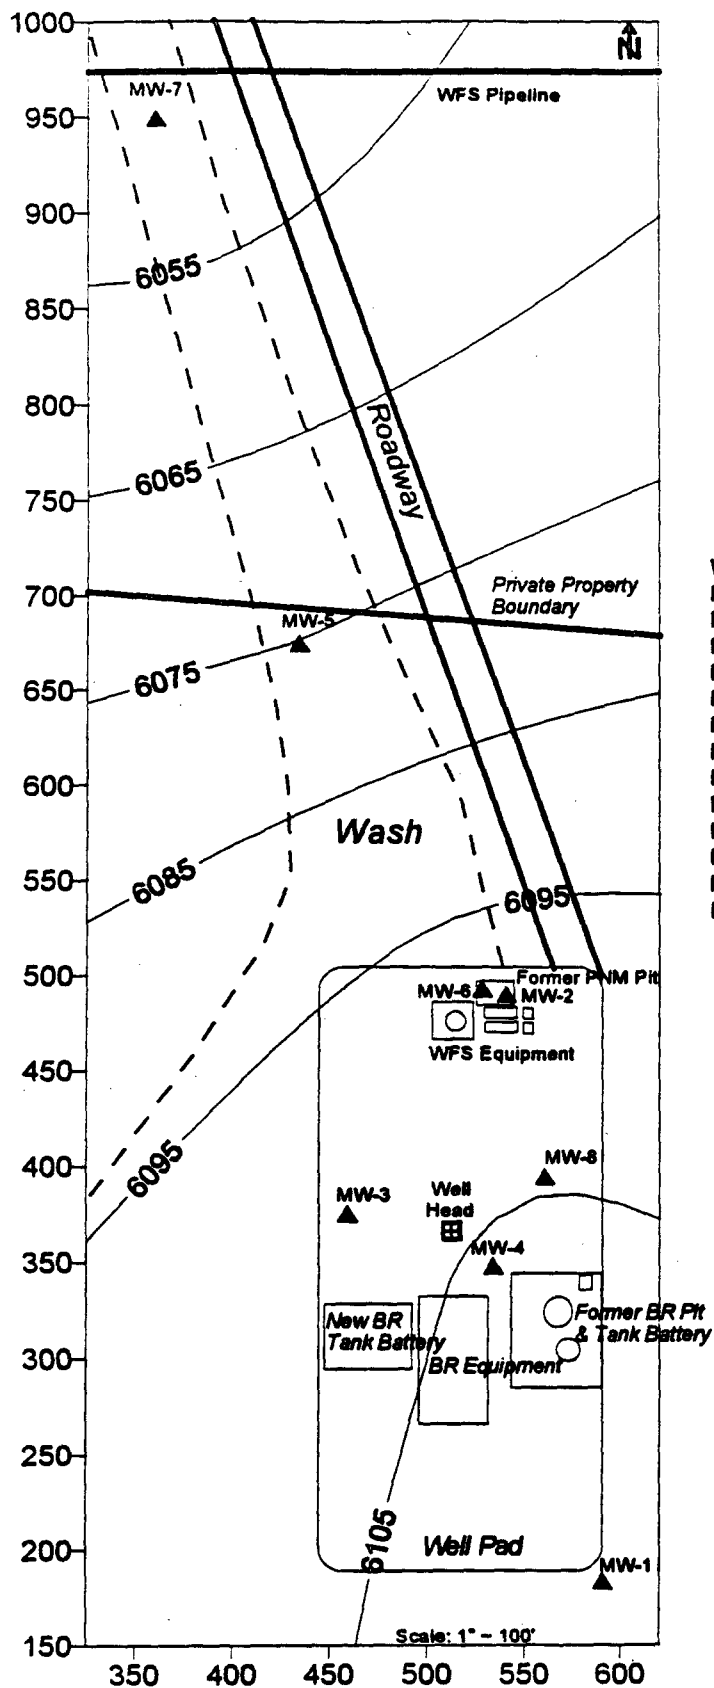 1000
N
MW-7
WFS Pipeline
950
900
6055
850
800
Roadway
6065
750
700
Private Property
Boundary
MW-5
6075
650
600
Wash
6085
550
6095
500
Former PNM Pit
MW-6
MW-2
WFS Equipment
450
400
6095
MW-8
MW-3
Well
Head
350
MW-4
New BR
Tank Battery
Former BR Pit
& Tank Battery
BR Equipment
300
250
200
6105
Well Pad
MW-1
150
Scale: 1" ~ 100'
350
400
450
500
550
600